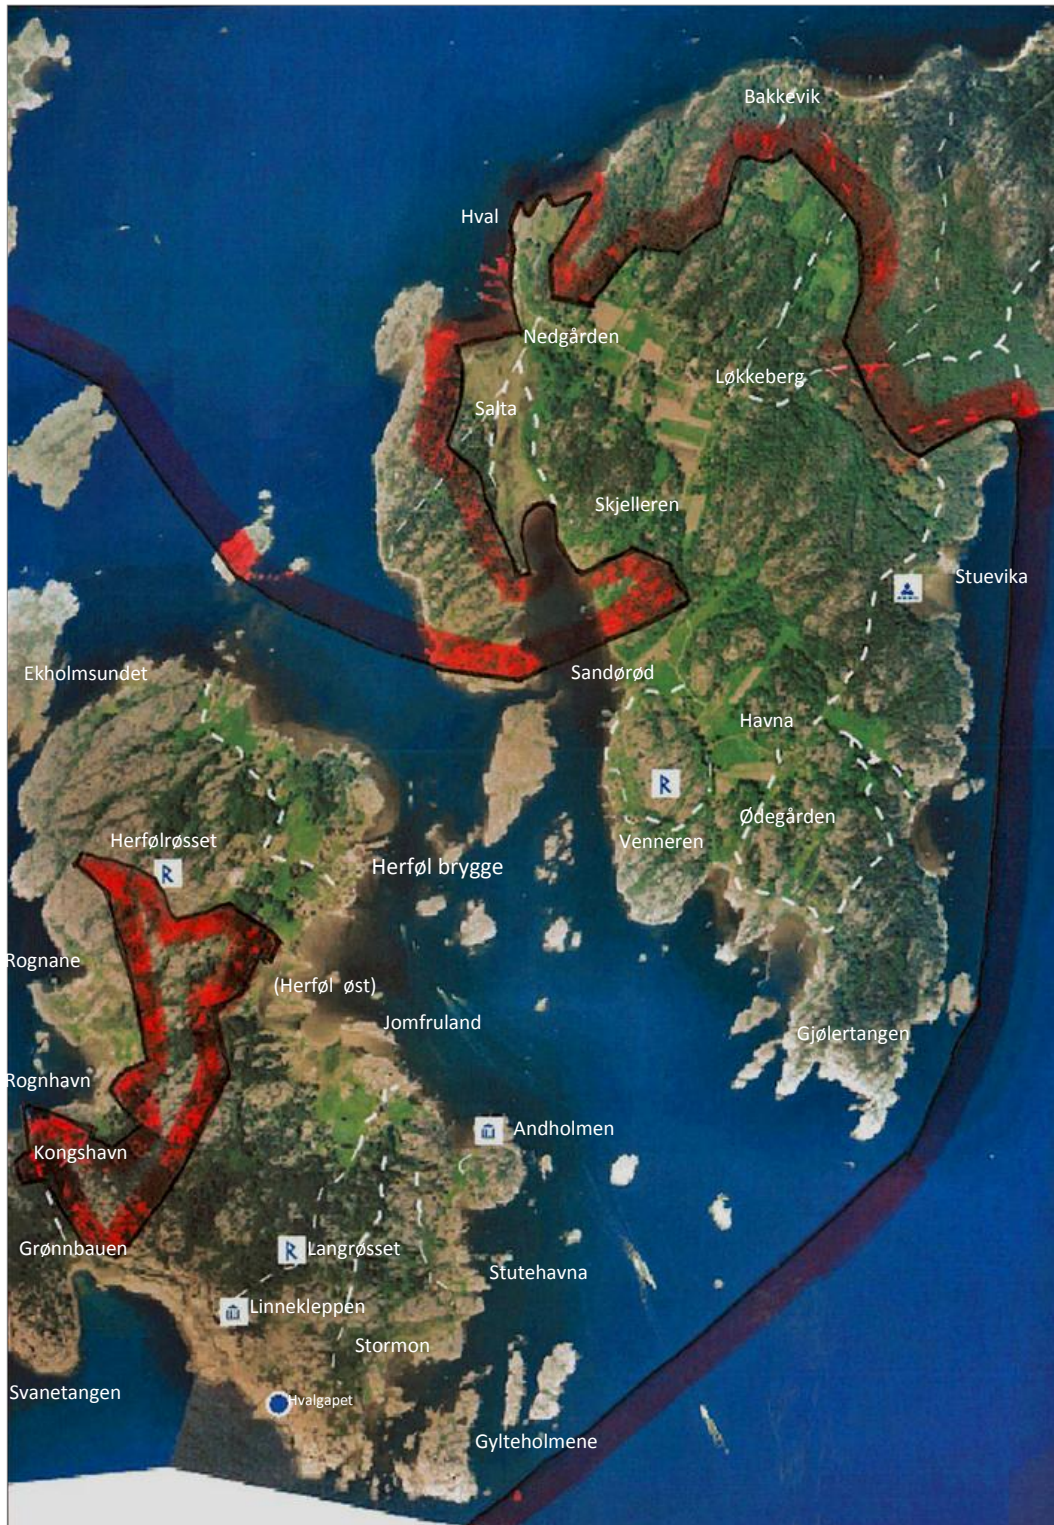 Bakkevik
Hval
Nedgården
Løkkeberg
Salta
Skjelleren
Stuevika
Ekholmsundet
Sandørød
Havna
R
Ødegården
Herfølrøsset
Venneren
R
Herføl brygge
Rognane
(Herføl øst)
Jomfruland
Gjølertangen
Rognhavn
Andholmen
Kongshavn
Grønnbauen
R
Langrøsset
Stutehavna
Linnekleppen
Stormon
Svanetangen
Hvalgapet
Gylteholmene